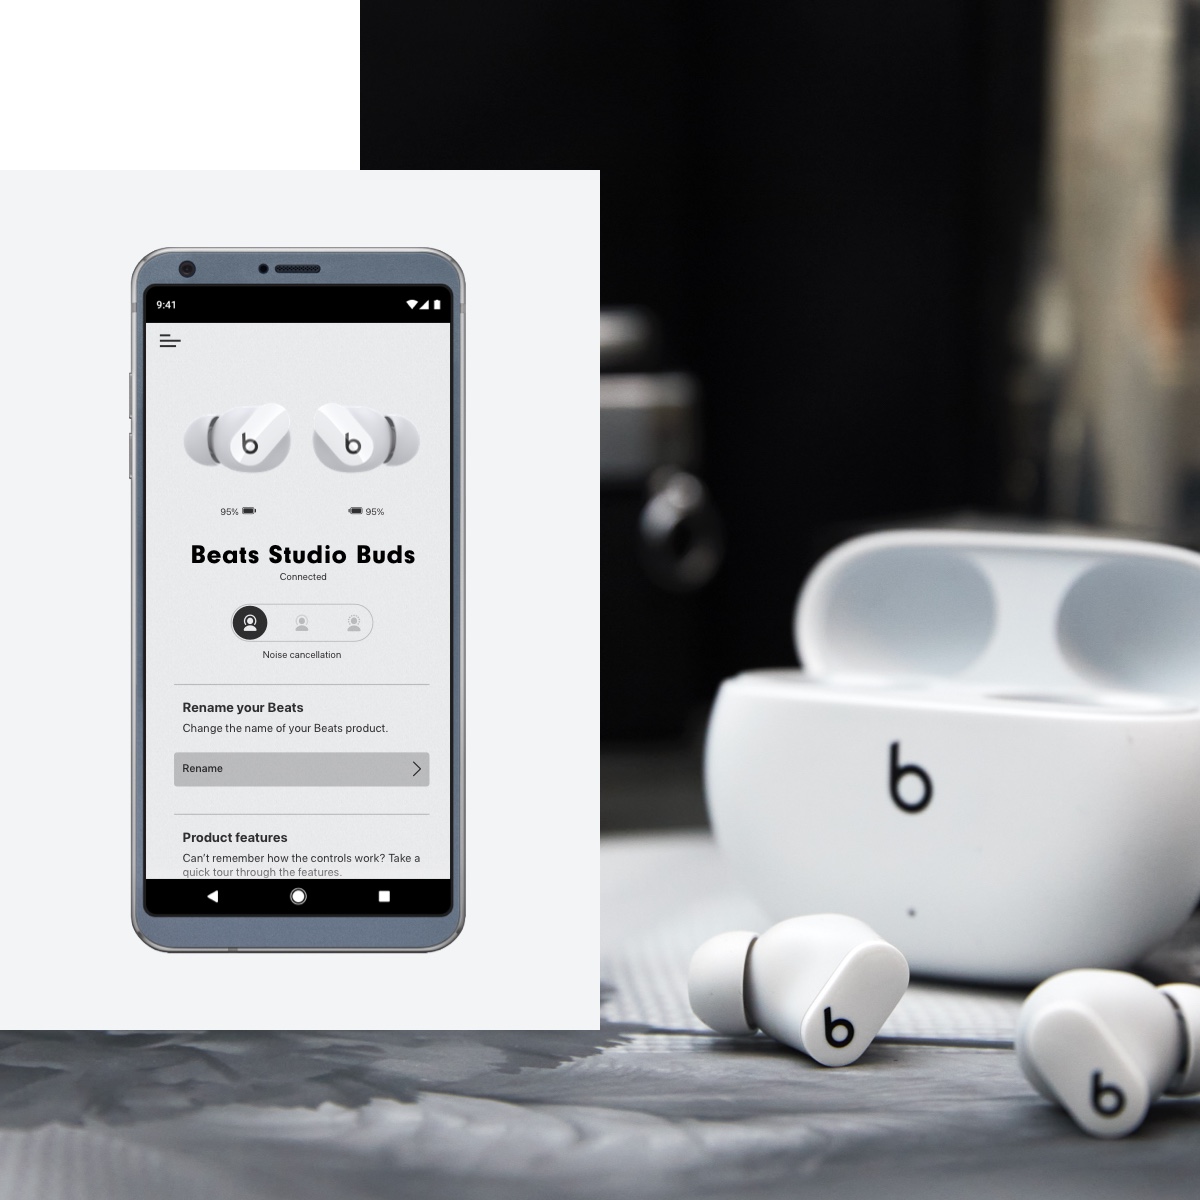 9:41
b b
95% 95%
Beats Studio Buds
Connected
Noise cancellation
Rename your Beats
Change the name of your Beats product.
Rename
Product features
Can't remember how the controls work? Take a
quick tour through the features.
b
b
b